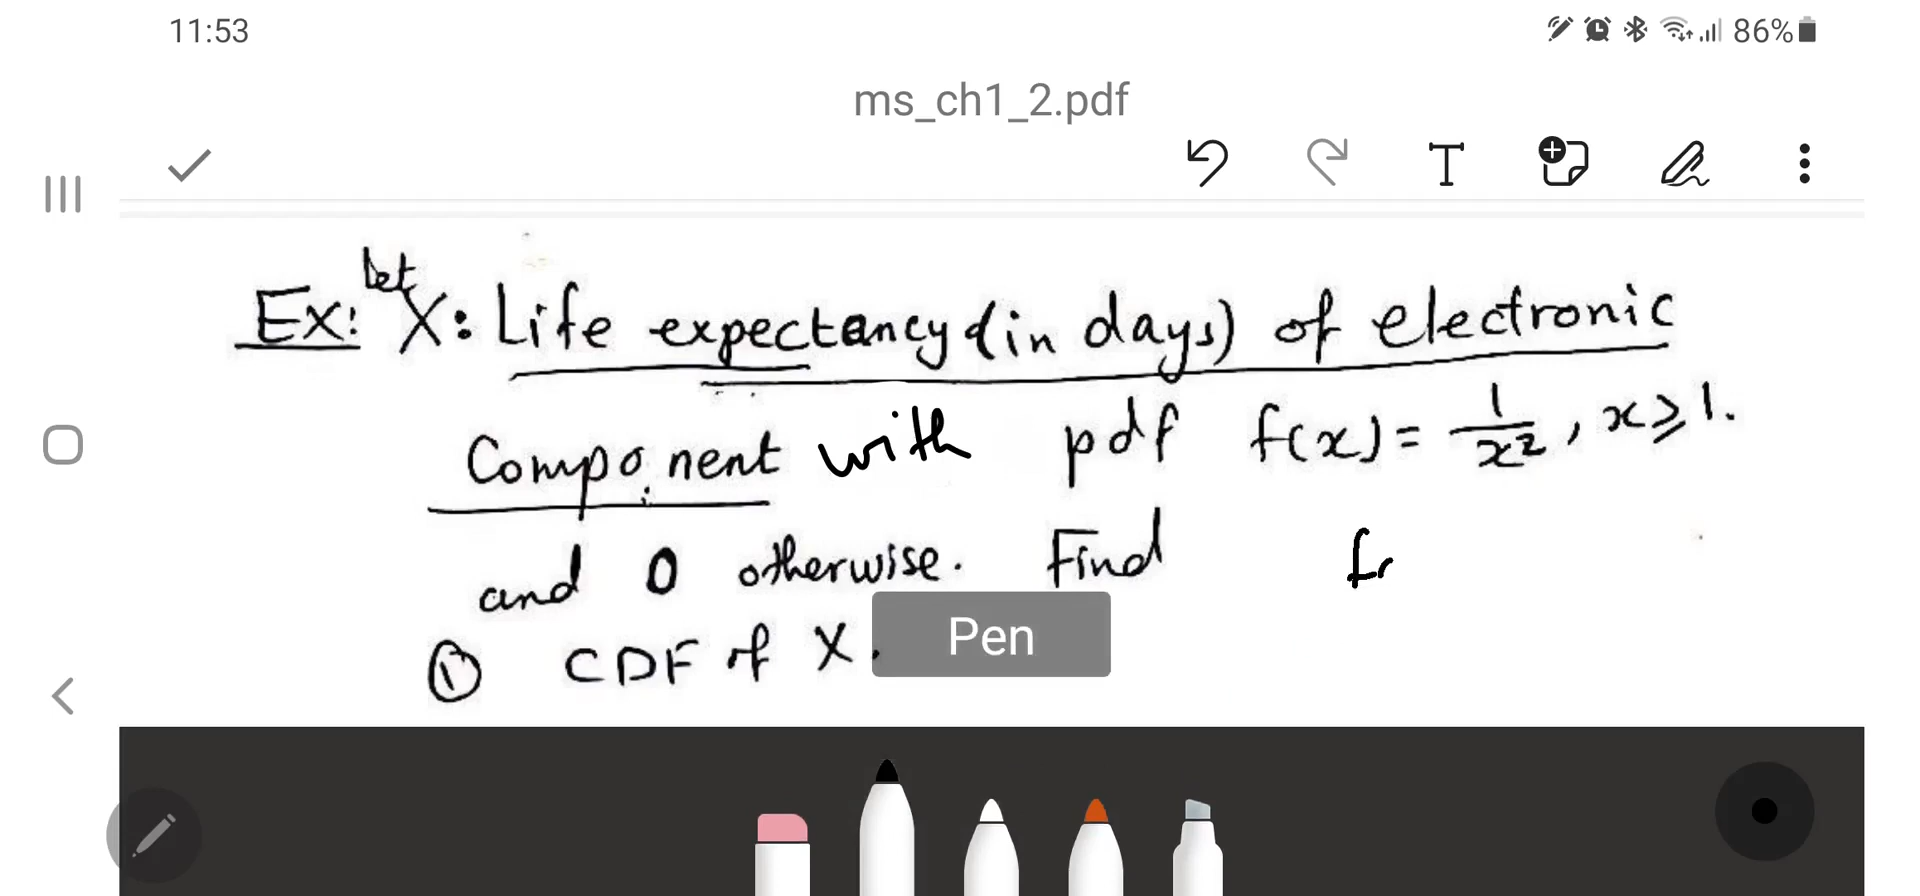 11:53
86%
ms_ch1_2.pdf
T
Ex: let X: Life expectancy (in days) of electronic
Component with pdf f(x) = 1/x², x ≥ 1.
and 0 otherwise. Find
① CDF of X.
Pen